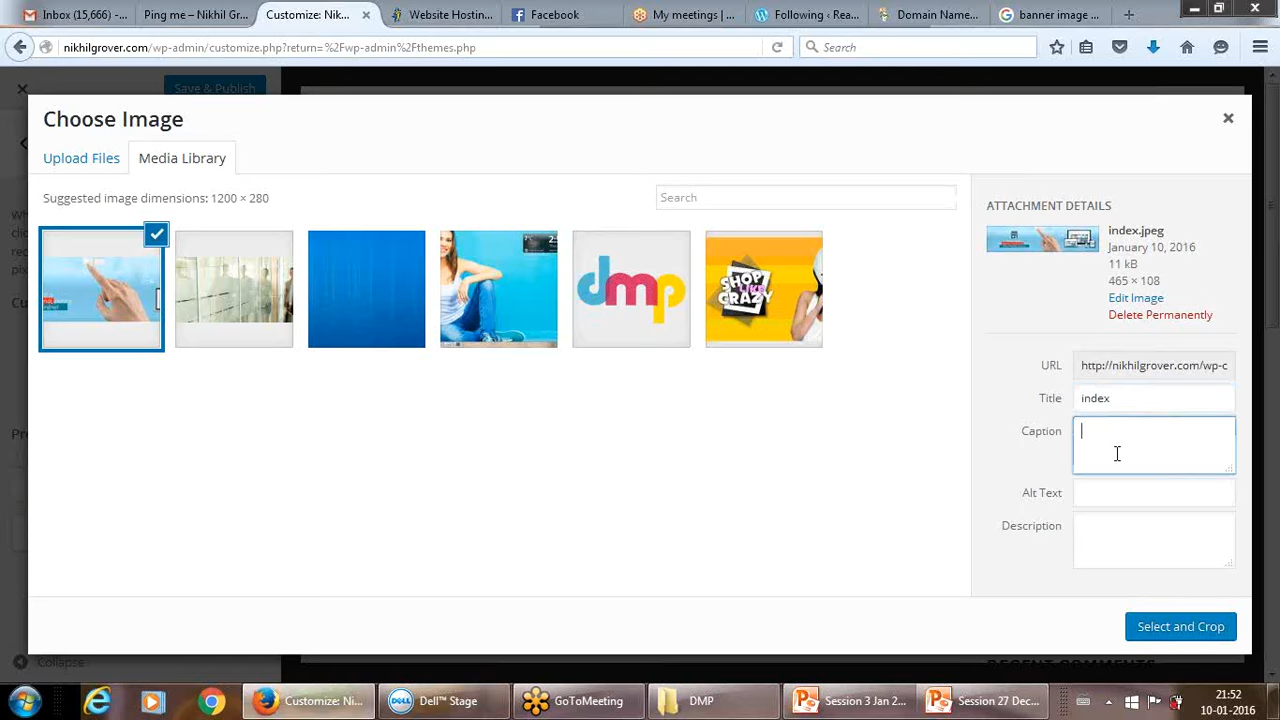 Inbox (15,666) - ...
Ping me – Nikhil Gr...
Customize: Nik...
Website Hostin...
Facebook
My meetings | ...
Following ‹ Rea...
Domain Name...
banner image ...
nikhilgrover.com/wp-admin/customize.php?return=%2Fwp-admin%2Fthemes.php
Search
Save & Publish
Choose Image
Upload Files
Media Library
Suggested image dimensions: 1200 × 280
Search
ATTACHMENT DETAILS
index.jpeg
January 10, 2016
11 kB
465 × 108
Edit Image
Delete Permanently
dmp
SHOP
LIKE
CRAZY
URL http://nikhilgrover.com/wp-c
Title index
Caption
Alt Text
Description
Select and Crop
Collapse
RECENT COMMENTS
Customize: Ni...
Dell™ Stage
GoToMeeting
DMP
Session 3 Jan 2...
Session 27 Dec...
21:52
10-01-2016